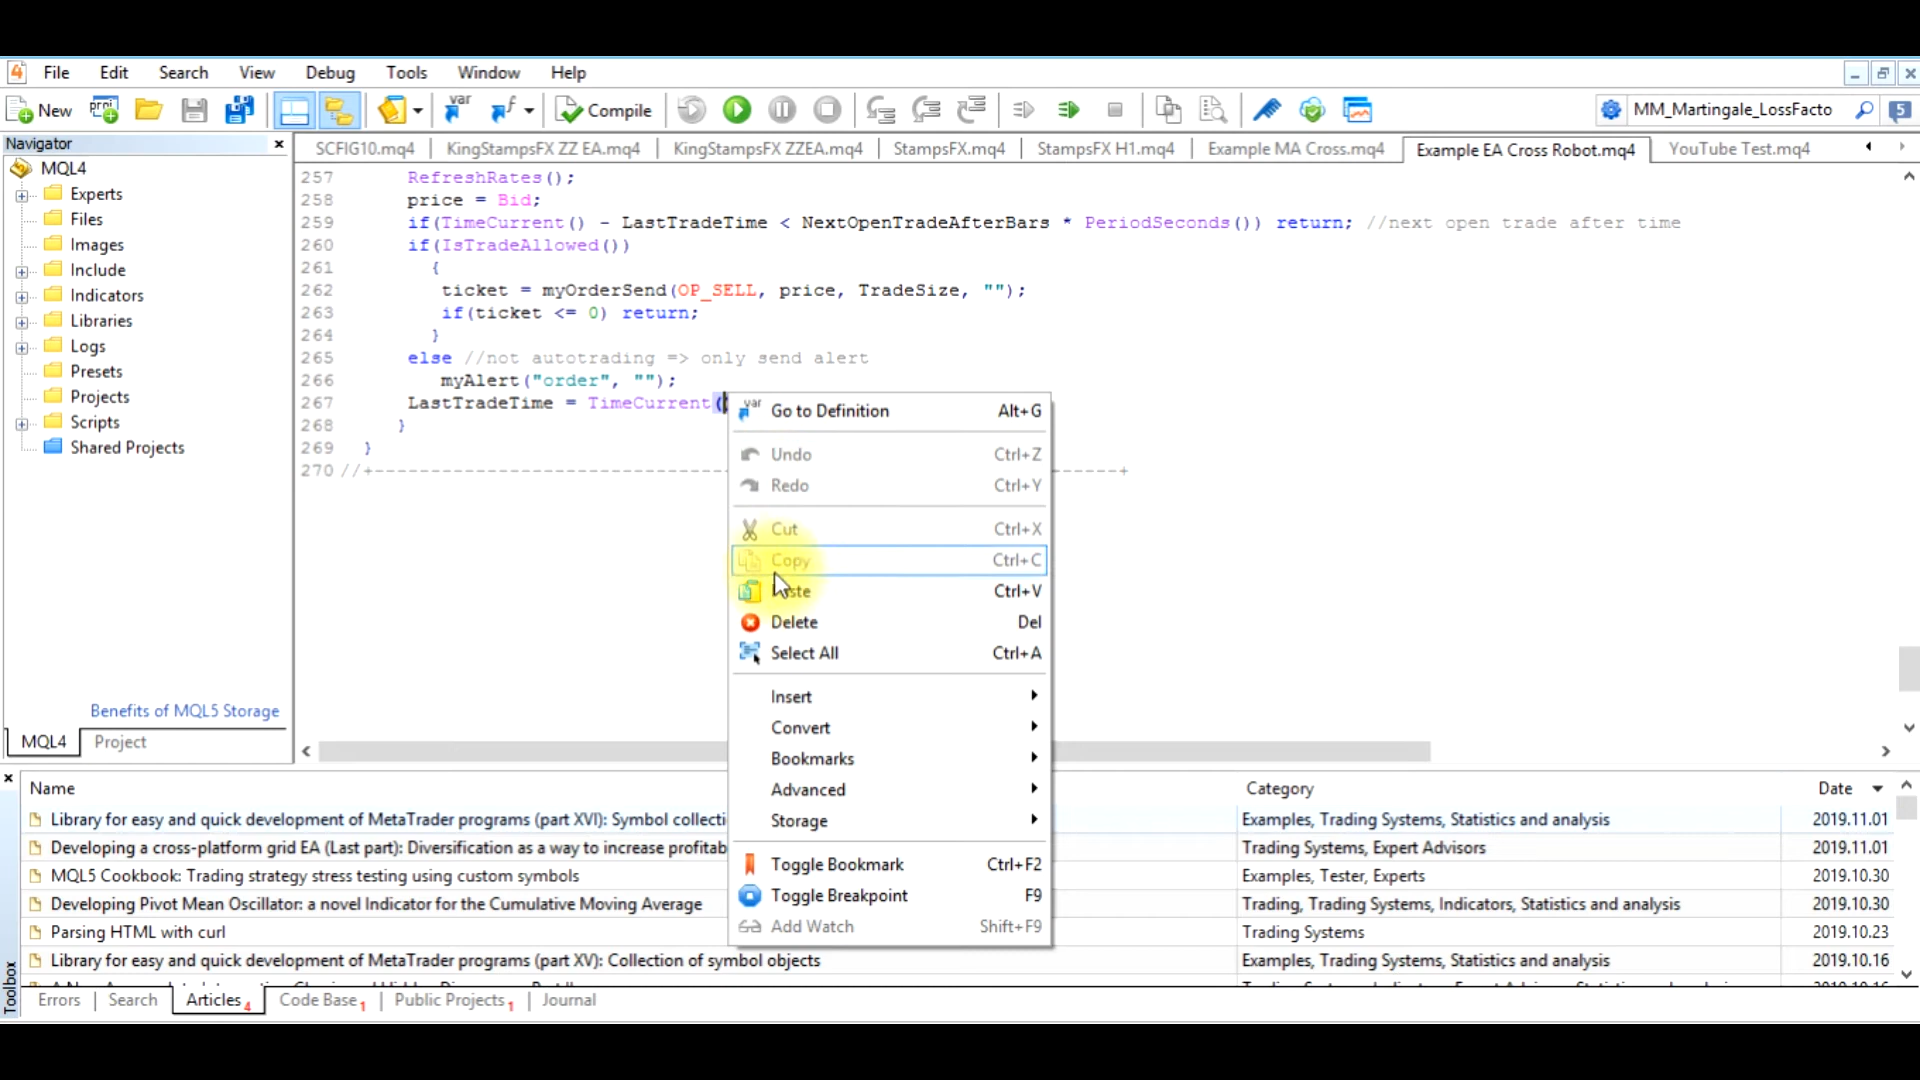 File Edit Search View Debug Tools Window Help
New Compile MM_Martingale_LossFacto 5
Navigator
SCFIG10.mq4 KingStampsFX ZZ EA.mq4 KingStampsFX ZZEA.mq4 StampsFX.mq4 StampsFX H1.mq4 Example MA Cross.mq4 Example EA Cross Robot.mq4 YouTube Test.mq4
MQL4
Experts
Files
Images
Include
Indicators
Libraries
Logs
Presets
Projects
Scripts
Shared Projects
Benefits of MQL5 Storage
MQL4 Project
257 RefreshRates();
258 price = Bid;
259 if(TimeCurrent() - LastTradeTime < NextOpenTradeAfterBars * PeriodSeconds()) return; //next open trade after time
260 if(IsTradeAllowed())
261 {
262 ticket = myOrderSend(OP_SELL, price, TradeSize, "");
263 if(ticket <= 0) return;
264 }
265 else //not autotrading => only send alert
266 myAlert("order", "");
267 LastTradeTime = TimeCurrent(
268 }
269 }
270 //+-----------------------------------------------------------------+
Go to Definition Alt+G
Undo Ctrl+Z
Redo Ctrl+Y
Cut Ctrl+X
Copy Ctrl+C
Ctrl+V
Delete Del
Select All Ctrl+A
Insert
Convert
Bookmarks
Advanced
Storage
Toggle Bookmark Ctrl+F2
Toggle Breakpoint F9
Add Watch Shift+F9
Name Category Date
Library for easy and quick development of MetaTrader programs (part XVI): Symbol collecti Examples, Trading Systems, Statistics and analysis 2019.11.01
Developing a cross-platform grid EA (Last part): Diversification as a way to increase profitab Trading Systems, Expert Advisors 2019.11.01
MQL5 Cookbook: Trading strategy stress testing using custom symbols Examples, Tester, Experts 2019.10.30
Developing Pivot Mean Oscillator: a novel Indicator for the Cumulative Moving Average Trading, Trading Systems, Indicators, Statistics and analysis 2019.10.30
Parsing HTML with curl Trading Systems 2019.10.23
Library for easy and quick development of MetaTrader programs (part XV): Collection of symbol objects Examples, Trading Systems, Statistics and analysis 2019.10.16
Toolbox
Errors Search Articles 4 Code Base 1 Public Projects 1 Journal